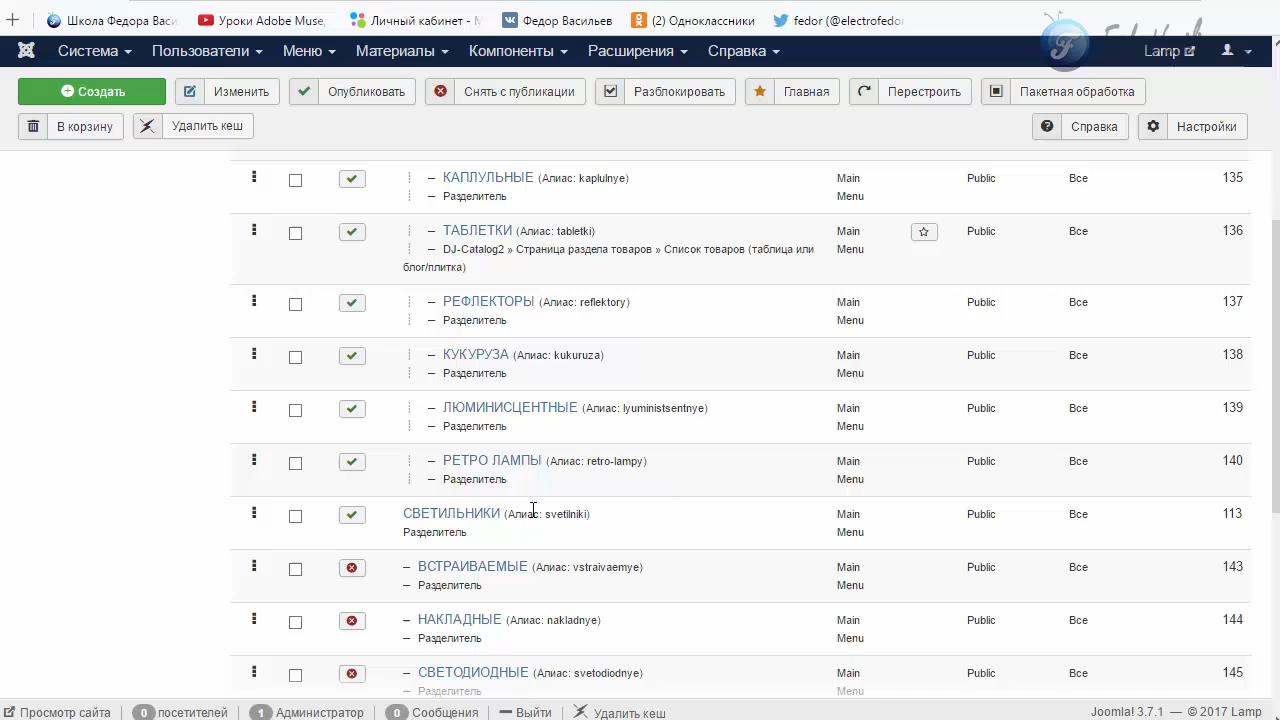 Школа Федора Васи
Уроки Adobe Muse,
Личный кабинет -
Федор Васильев
(2) Одноклассники
fedor (@electrofedor
Система
Пользователи
Меню
Материалы
Компоненты
Расширения
Справка
Lamp
Создать
Изменить
Опубликовать
Снять с публикации
Разблокировать
Главная
Перестроить
Пакетная обработка
В корзину
Удалить кеш
Справка
Настройки
– КАПЛУЛЬНЫЕ (Алиас: kaplulnye) Main Public Все 135
– Разделитель Menu
– ТАБЛЕТКИ (Алиас: tabletki) Main Public Все 136
– DJ-Catalog2 » Страница раздела товаров » Список товаров (таблица или Menu
блог/плитка)
– РЕФЛЕКТОРЫ (Алиас: reflektory) Main Public Все 137
– Разделитель Menu
– КУКУРУЗА (Алиас: kukuruza) Main Public Все 138
– Разделитель Menu
– ЛЮМИНИСЦЕНТНЫЕ (Алиас: lyuministsentnye) Main Public Все 139
– Разделитель Menu
– РЕТРО ЛАМПЫ (Алиас: retro-lampy) Main Public Все 140
– Разделитель Menu
СВЕТИЛЬНИКИ (Алиас: svetilniki) Main Public Все 113
Разделитель Menu
– ВСТРАИВАЕМЫЕ (Алиас: vstraivaemye) Main Public Все 143
– Разделитель Menu
– НАКЛАДНЫЕ (Алиас: nakladnye) Main Public Все 144
– Разделитель Menu
– СВЕТОДИОДНЫЕ (Алиас: svetodiodnye) Main Public Все 145
– Разделитель Menu
Просмотр сайта 0 посетителей 1 Администратор 0 Сообщения Выйти Удалить кеш Joomla! 3.7.1 — © 2017 Lamp